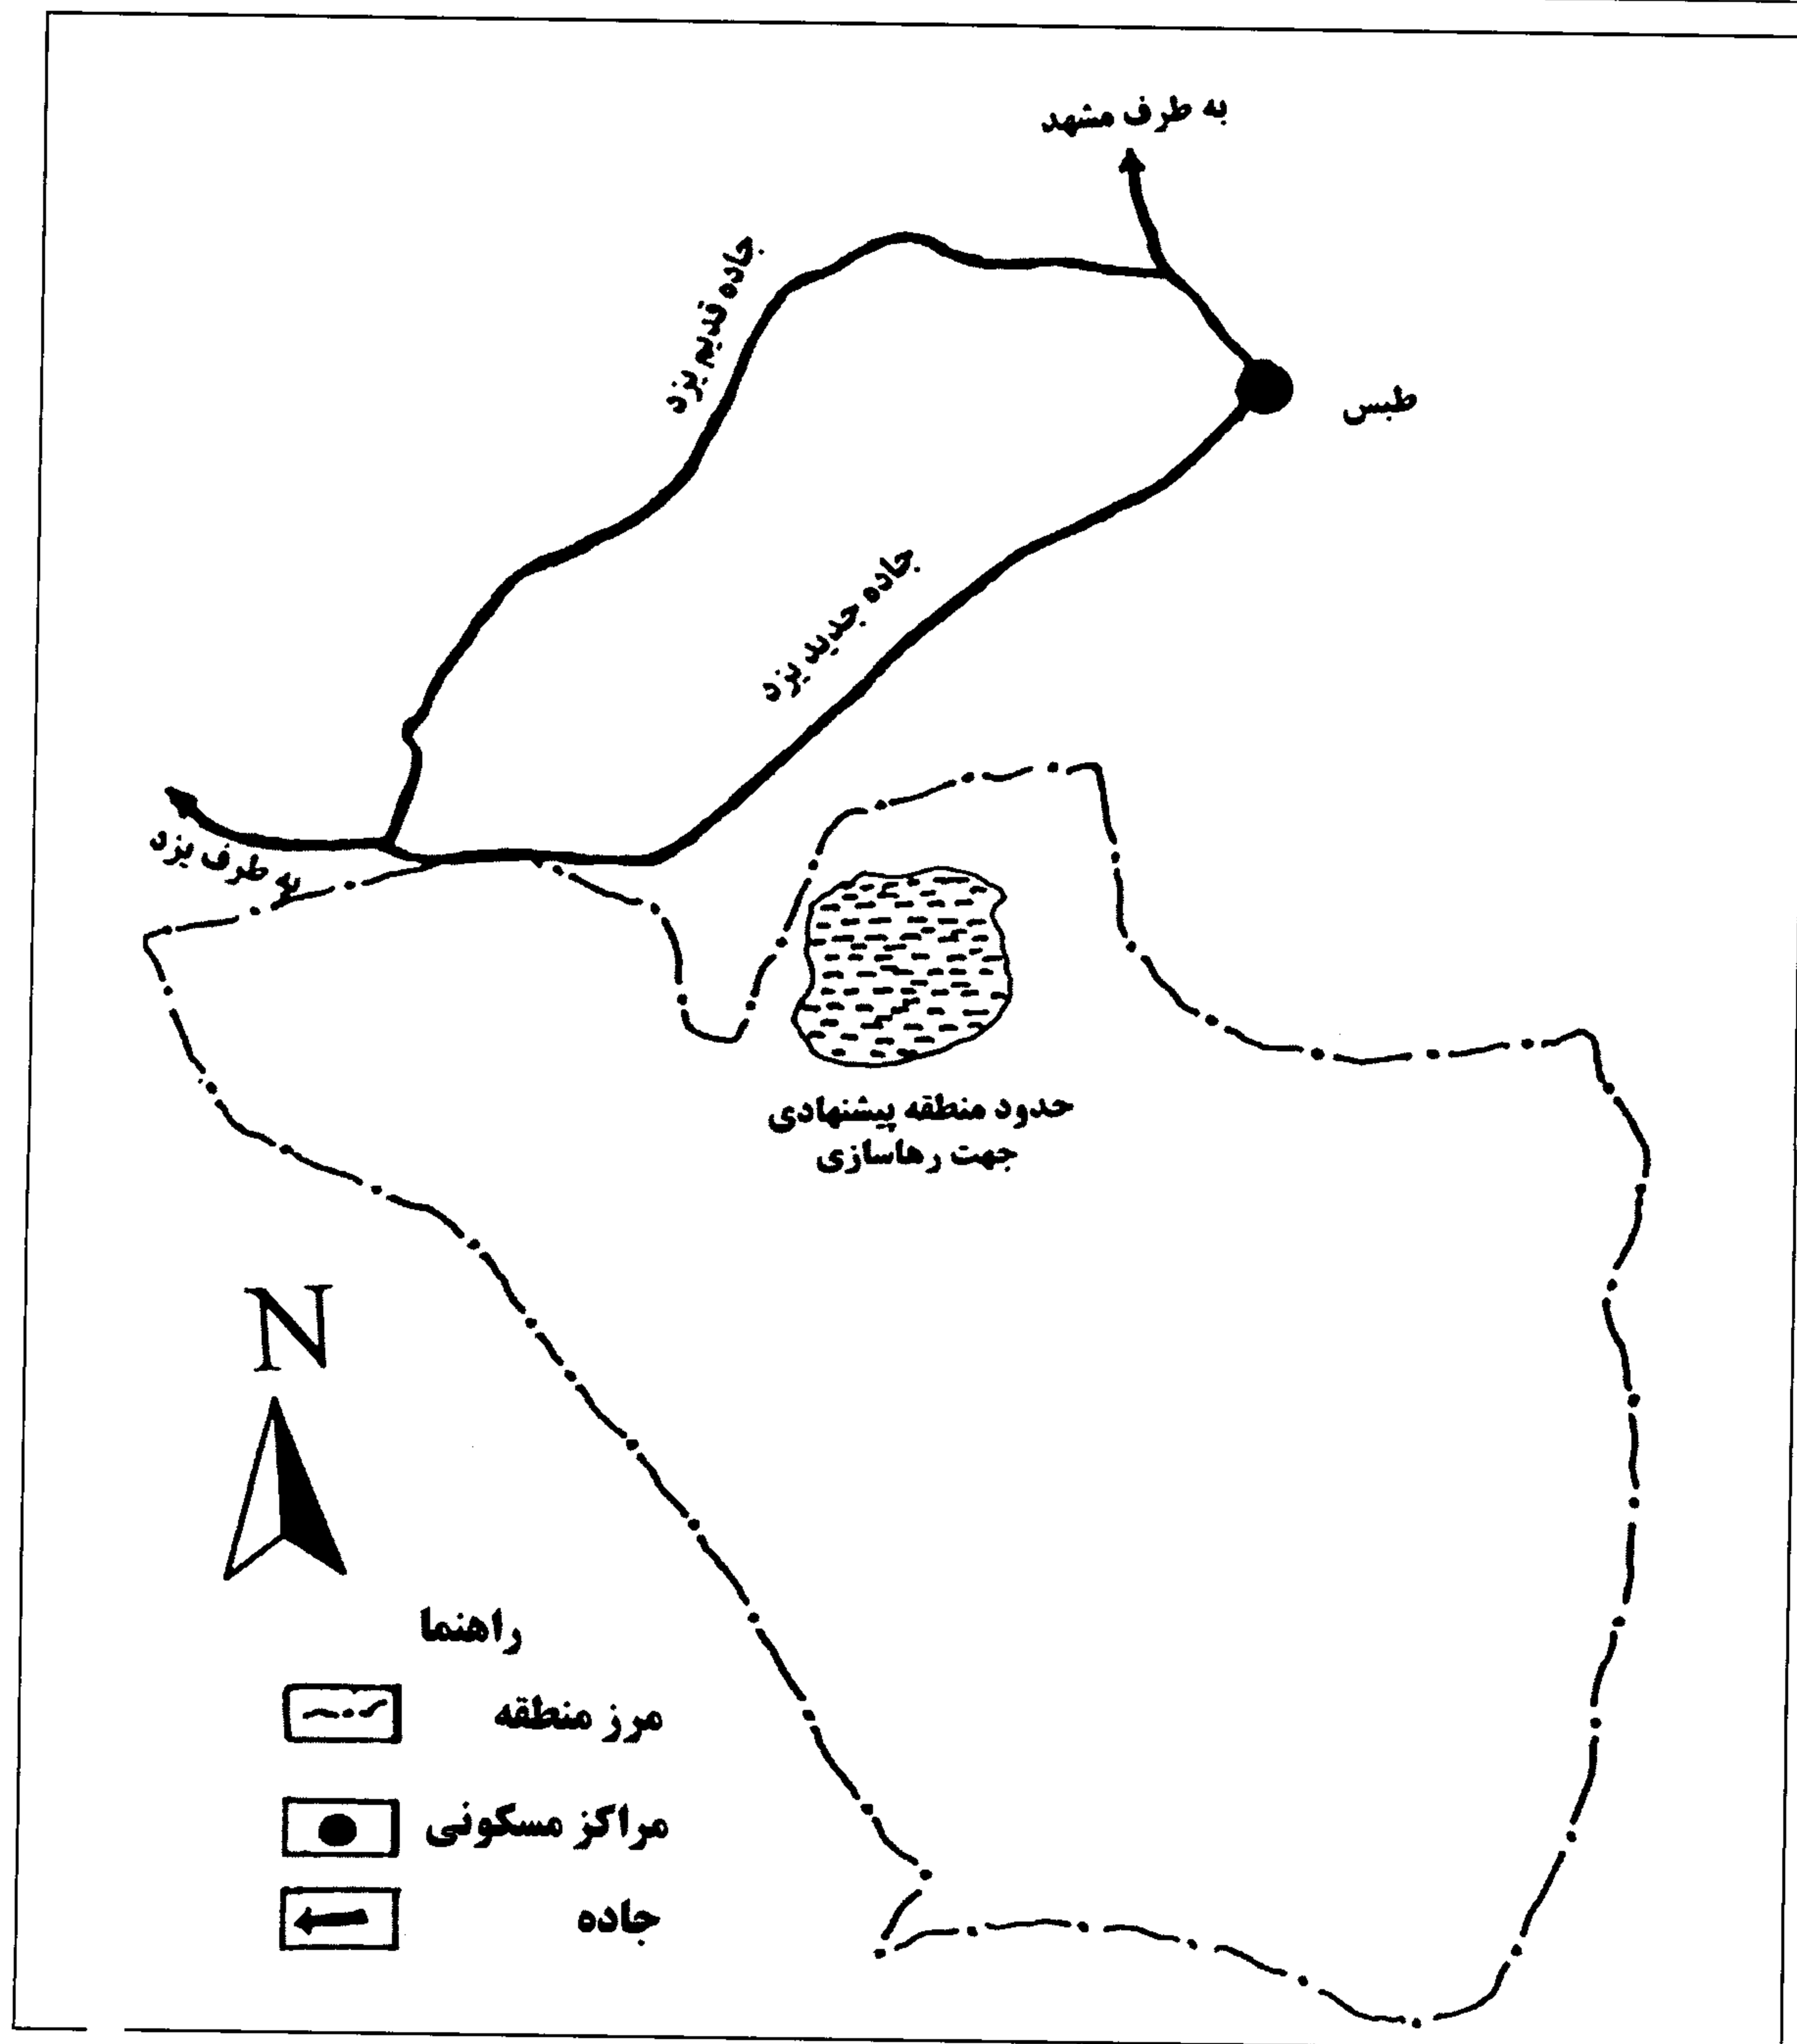 به طرف مشهد
جاده قدیم یزد
طبس
جاده جدید یزد
به طرف یزد
حدود منطقه پیشنهادی
جهت رهاسازی
N
راهنما
مرز منطقه
مراکز مسکونی
جاده